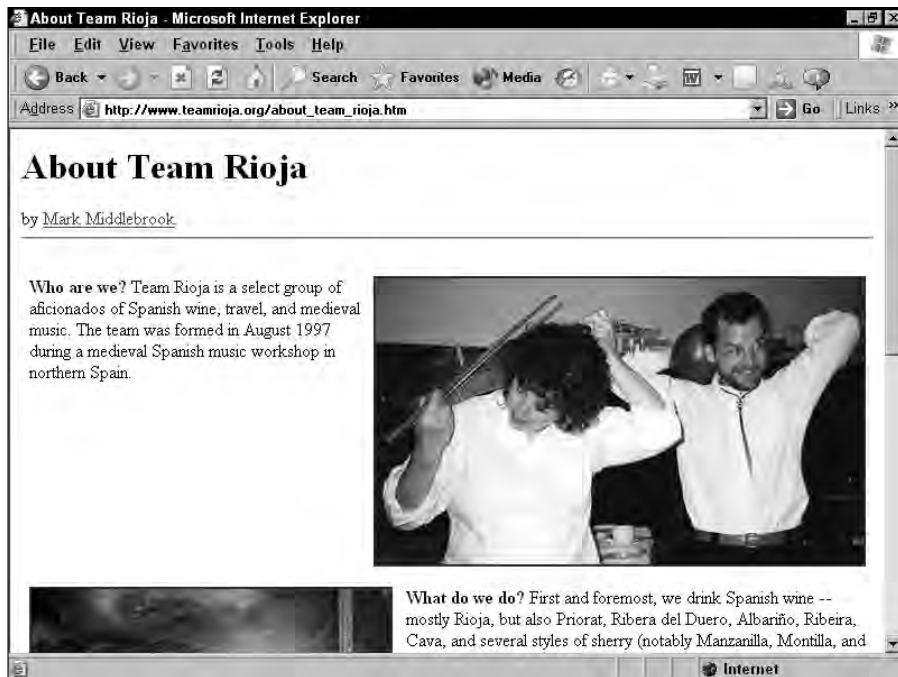 About Team Rioja - Microsoft Internet Explorer
File Edit View Favorites Tools Help
Back Search Favorites Media
Address http://www.teamrioja.org/about_team_rioja.htm Go Links »
About Team Rioja
by Mark Middlebrook
Who are we? Team Rioja is a select group of
aficionados of Spanish wine, travel, and medieval
music. The team was formed in August 1997
during a medieval Spanish music workshop in
northern Spain.
What do we do? First and foremost, we drink Spanish wine --
mostly Rioja, but also Priorat, Ribera del Duero, Albariño, Ribeira,
Cava, and several styles of sherry (notably Manzanilla, Montilla, and
Internet